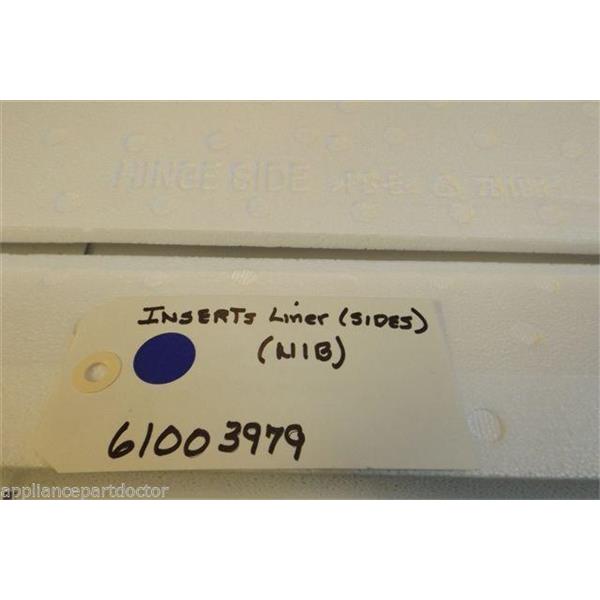 HINGE SIDE
INSERTs Liner (SIDES)
(NIB)
61003979
appliancepartdoctor